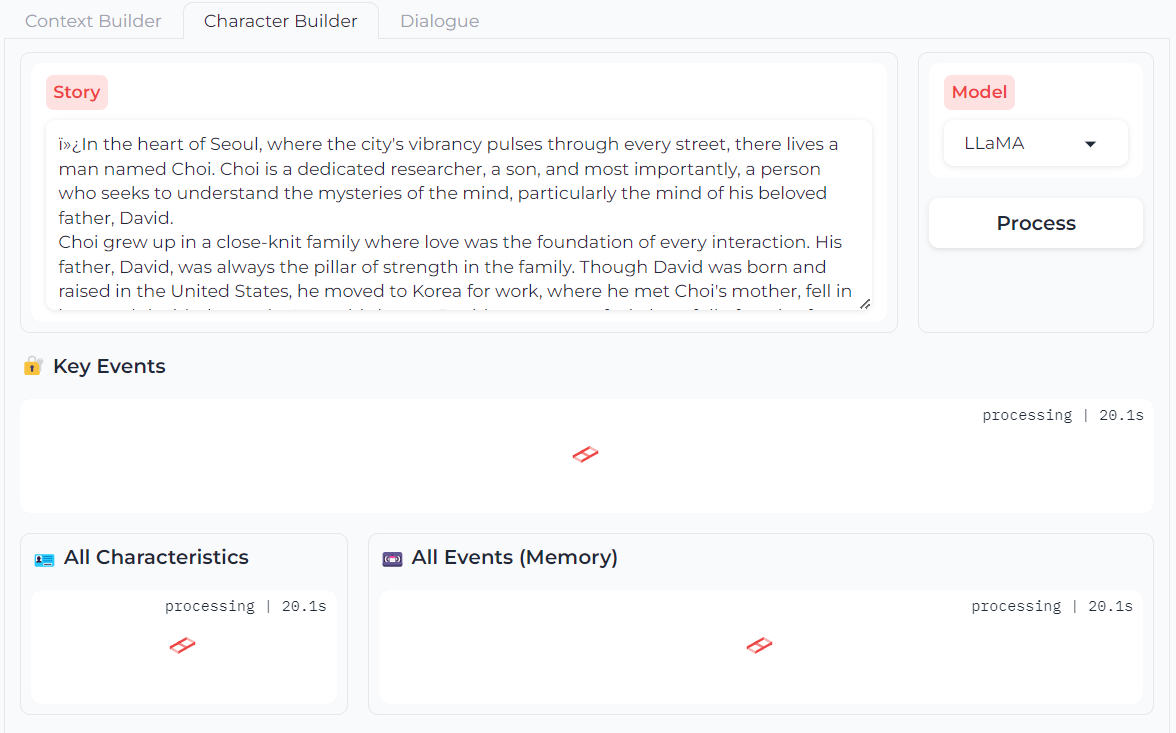 Context Builder
Character Builder
Dialogue
Story
ï»¿In the heart of Seoul, where the city's vibrancy pulses through every street, there lives a
man named Choi. Choi is a dedicated researcher, a son, and most importantly, a person
who seeks to understand the mysteries of the mind, particularly the mind of his beloved
father, David.
Choi grew up in a close-knit family where love was the foundation of every interaction. His
father, David, was always the pillar of strength in the family. Though David was born and
raised in the United States, he moved to Korea for work, where he met Choi's mother, fell in
Model
LLaMA
Process
Key Events
processing | 20.1s
All Characteristics
processing | 20.1s
All Events (Memory)
processing | 20.1s